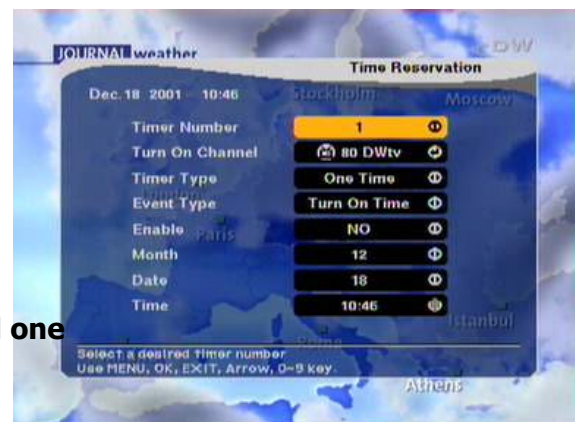 JOURNAL weather
DW
Time Reservation
Dec. 18 2001 10:46
Stockholm
Moscow
Timer Number 1
Turn On Channel 80 DWtv
Timer Type One Time
London
Event Type Turn On Time
Enable NO
Paris
Month 12
Date 18
Time 10:46
Istanbul
one
Rome
Select a desired timer number
Use MENU, OK, EXIT, Arrow, 0~9 key.
Athens